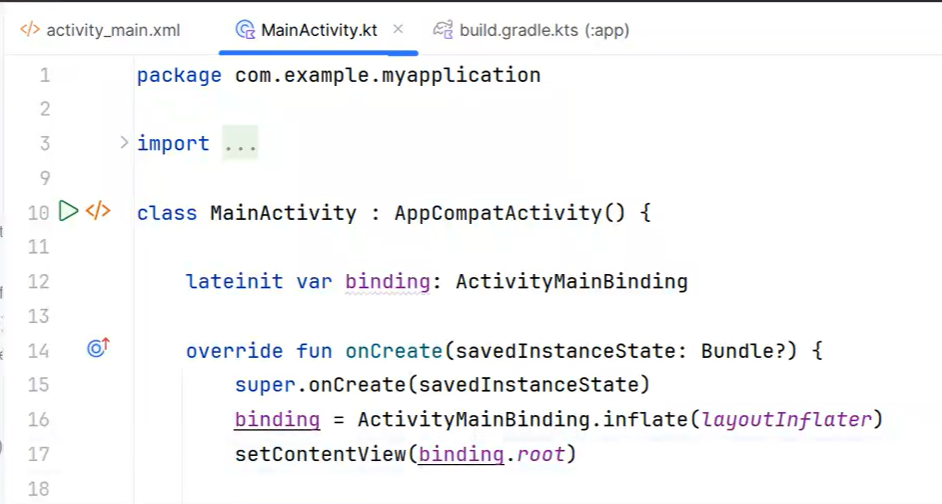 activity_main.xml MainActivity.kt build.gradle.kts (:app)
1 package com.example.myapplication
2
3 import ...
9
10 class MainActivity : AppCompatActivity() {
11
12 lateinit var binding: ActivityMainBinding
13
14 override fun onCreate(savedInstanceState: Bundle?) {
15 super.onCreate(savedInstanceState)
16 binding = ActivityMainBinding.inflate(layoutInflater)
17 setContentView(binding.root)
18